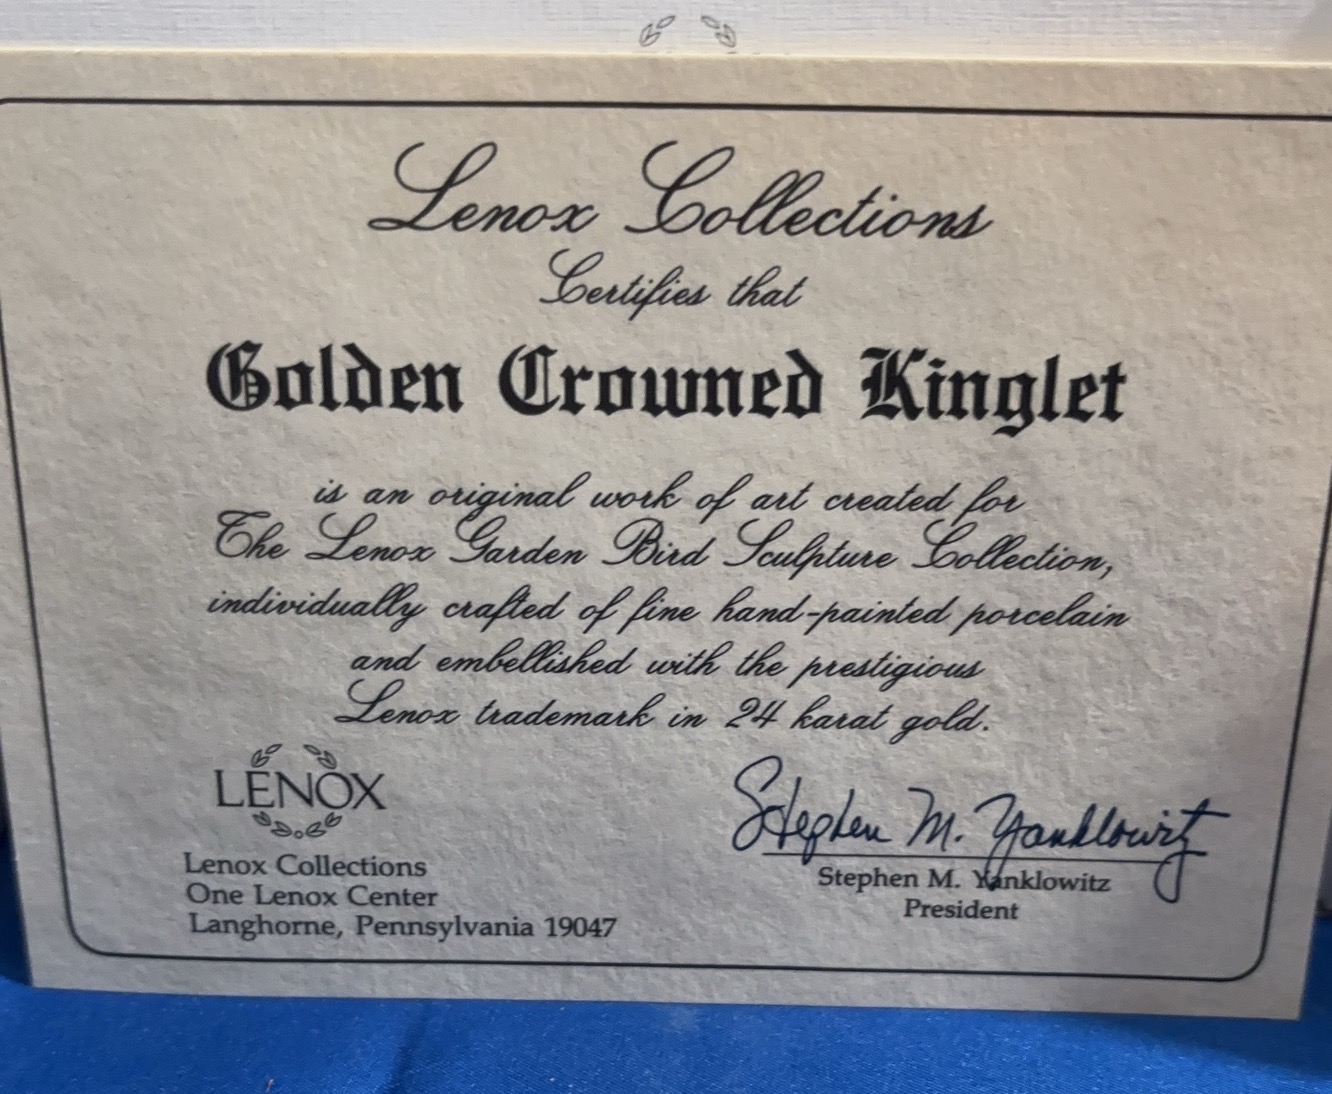 Lenox Collections
Certifies that
Golden Crowned Kinglet
is an original work of art created for
The Lenox Garden Bird Sculpture Collection,
individually crafted of fine hand-painted porcelain
and embellished with the prestigious
Lenox trademark in 24 karat gold.
LENOX
Lenox Collections
One Lenox Center
Langhorne, Pennsylvania 19047
Stephen M. Yanklowitz
Stephen M. Yanklowitz
President